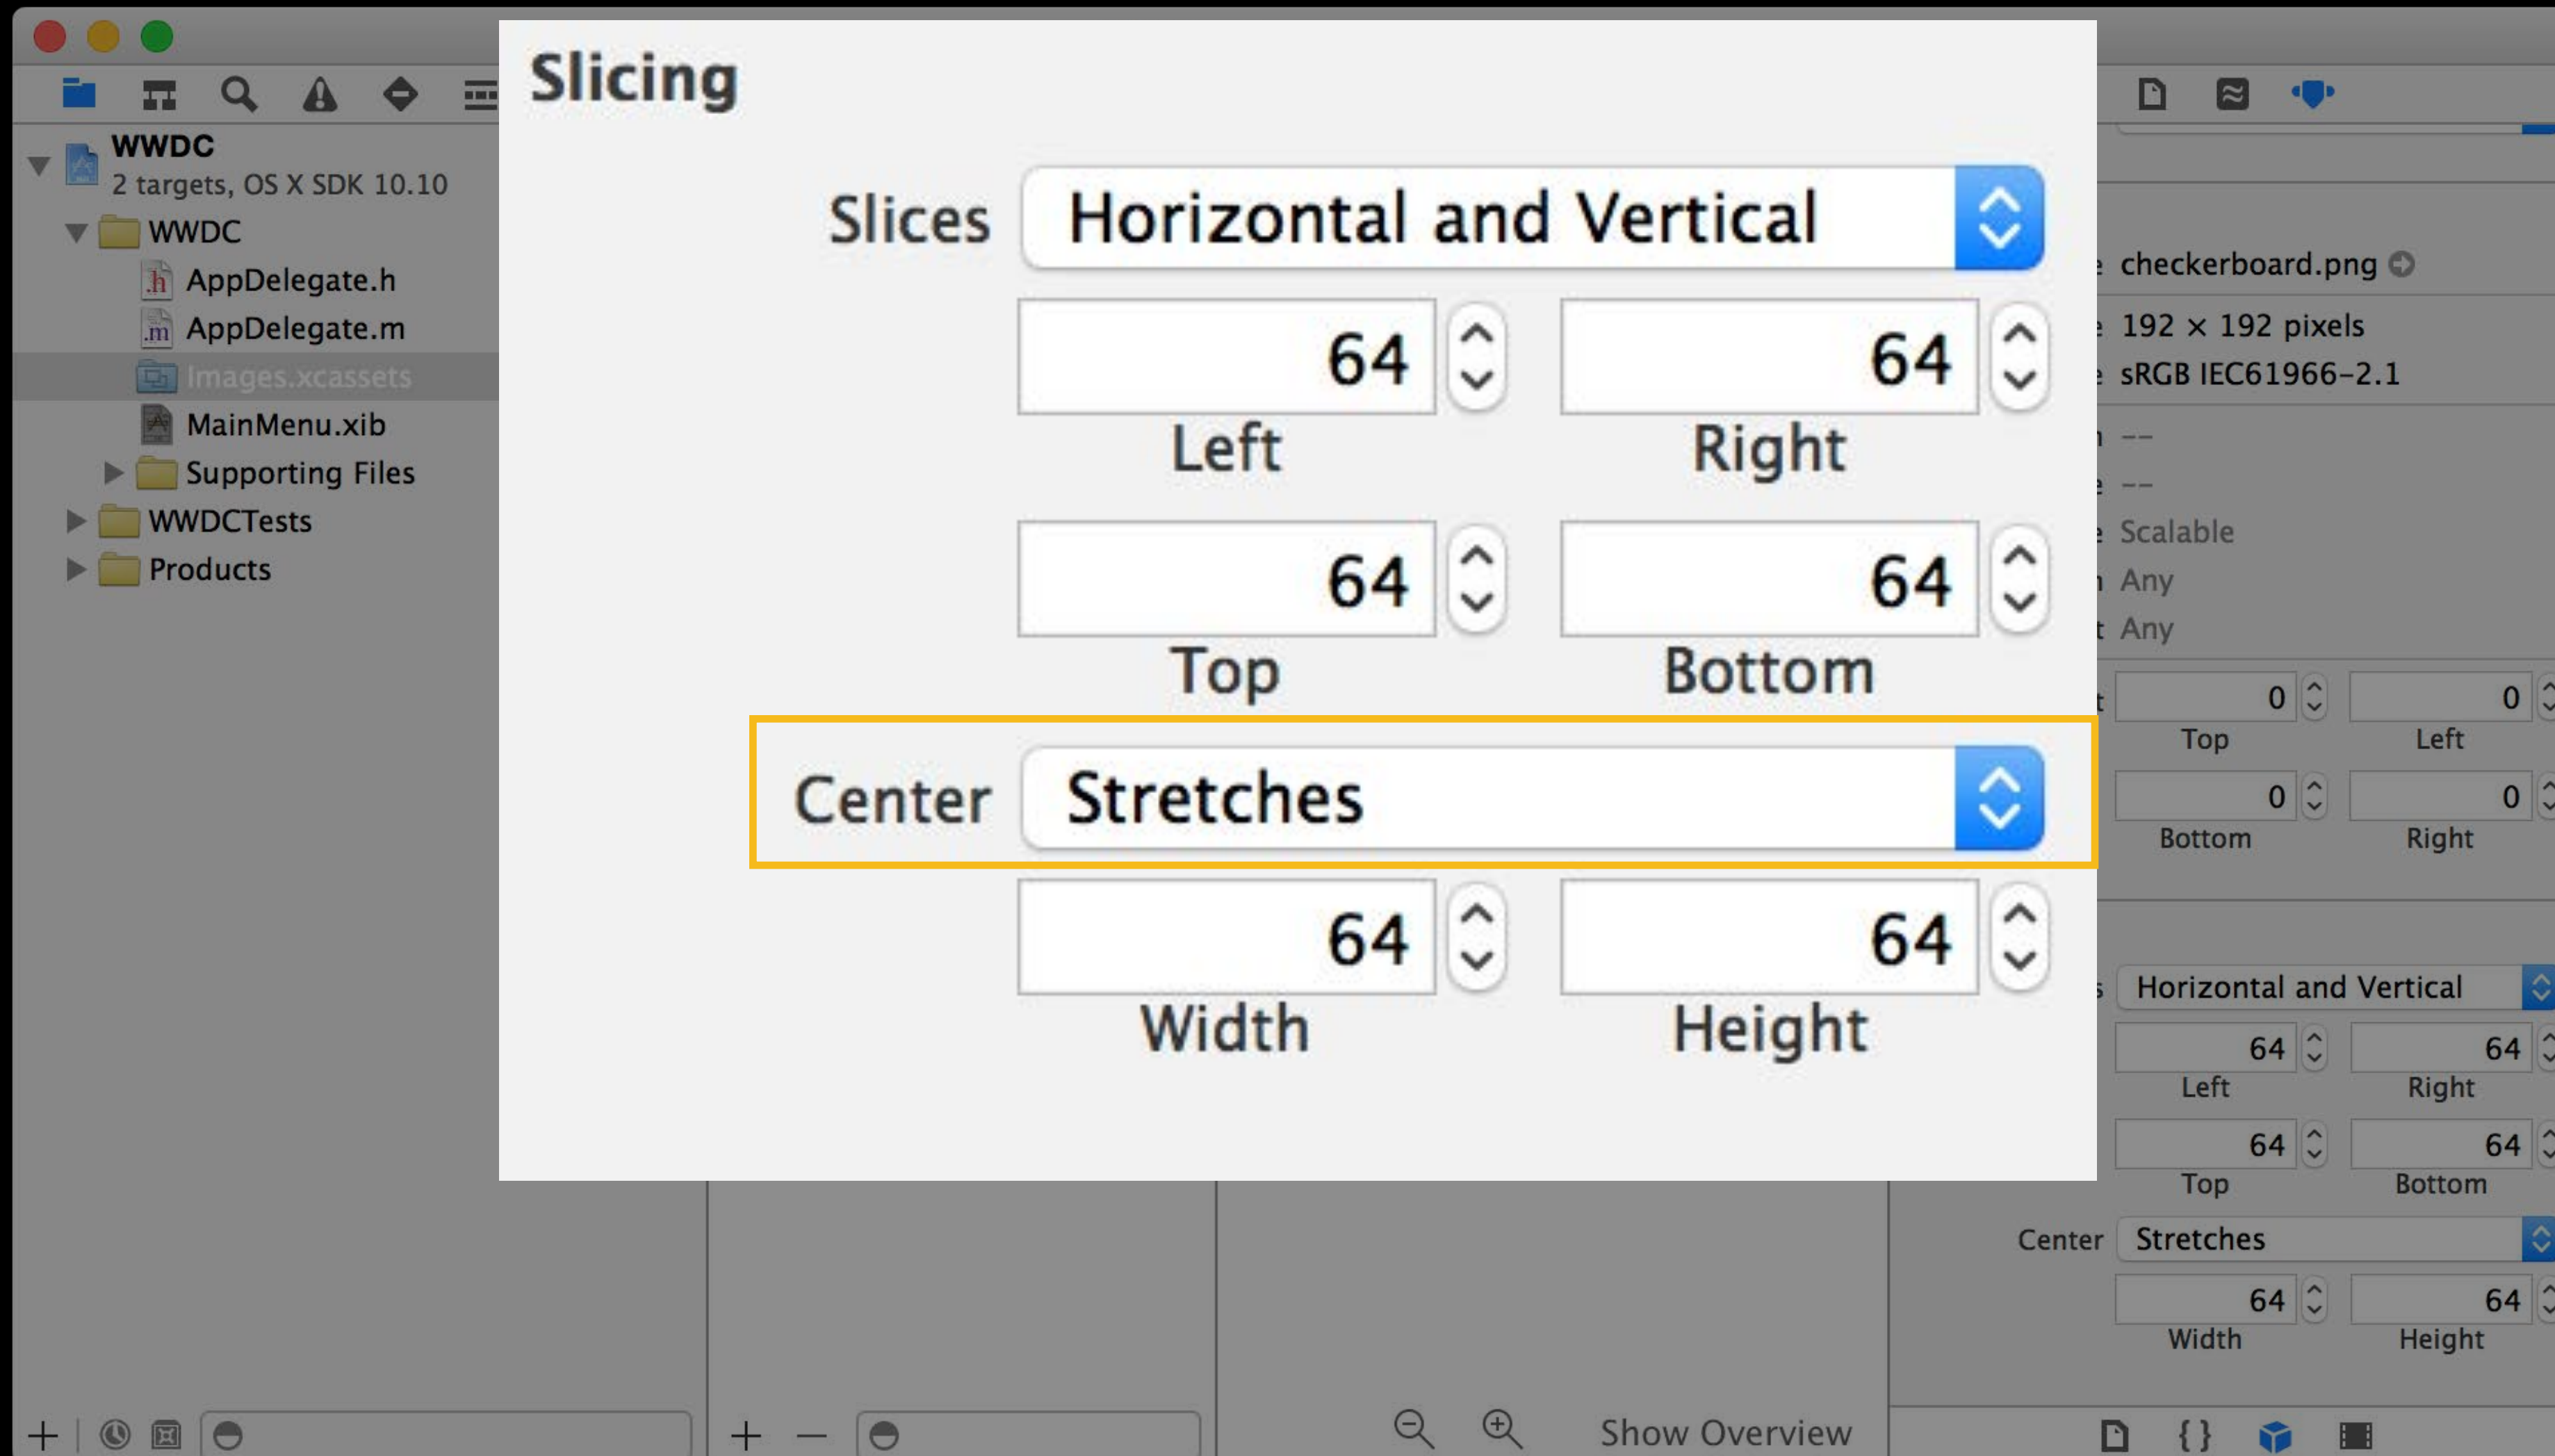 WWDC
2 targets, OS X SDK 10.10
WWDC
AppDelegate.h
AppDelegate.m
Images.xcassets
MainMenu.xib
Supporting Files
WWDCTests
Products
Slicing
Slices Horizontal and Vertical
64 64
Left Right
64 64
Top Bottom
Center Stretches
64 64
Width Height
checkerboard.png
192 × 192 pixels
sRGB IEC61966-2.1
--
--
Scalable
Any
Any
0 0
Top Left
0 0
Bottom Right
Horizontal and Vertical
64 64
Left Right
64 64
Top Bottom
Center Stretches
64 64
Width Height
Show Overview